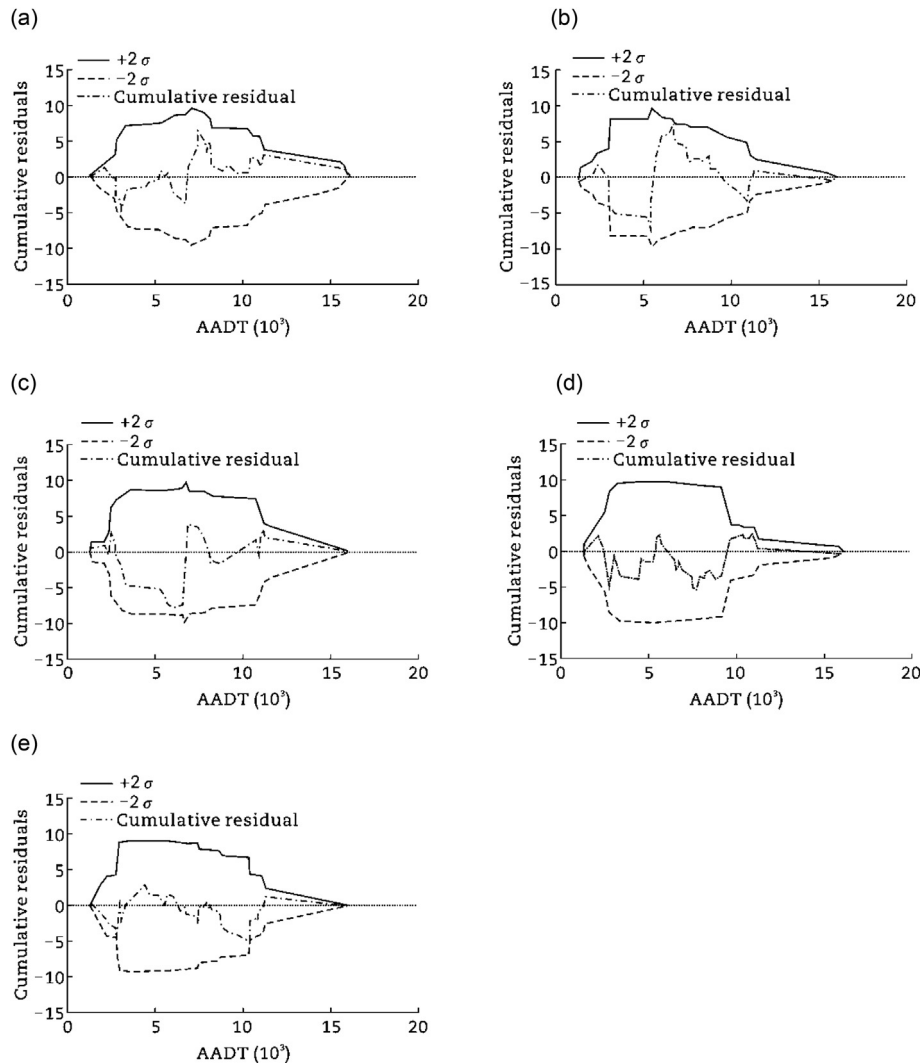 (a)
+2 σ
−2 σ
Cumulative residual
Cumulative residuals
15
10
5
0
−5
−10
−15
0 5 10 15 20
AADT (10³)
(b)
+2 σ
−2 σ
Cumulative residual
Cumulative residuals
15
10
5
0
−5
−10
−15
0 5 10 15 20
AADT (10³)
(c)
+2 σ
−2 σ
Cumulative residual
Cumulative residuals
15
10
5
0
−5
−10
−15
0 5 10 15 20
AADT (10³)
(d)
+2 σ
−2 σ
Cumulative residual
Cumulative residuals
15
10
5
0
−5
−10
−15
0 5 10 15 20
AADT (10³)
(e)
+2 σ
−2 σ
Cumulative residual
Cumulative residuals
15
10
5
0
−5
−10
−15
0 5 10 15 20
AADT (10³)